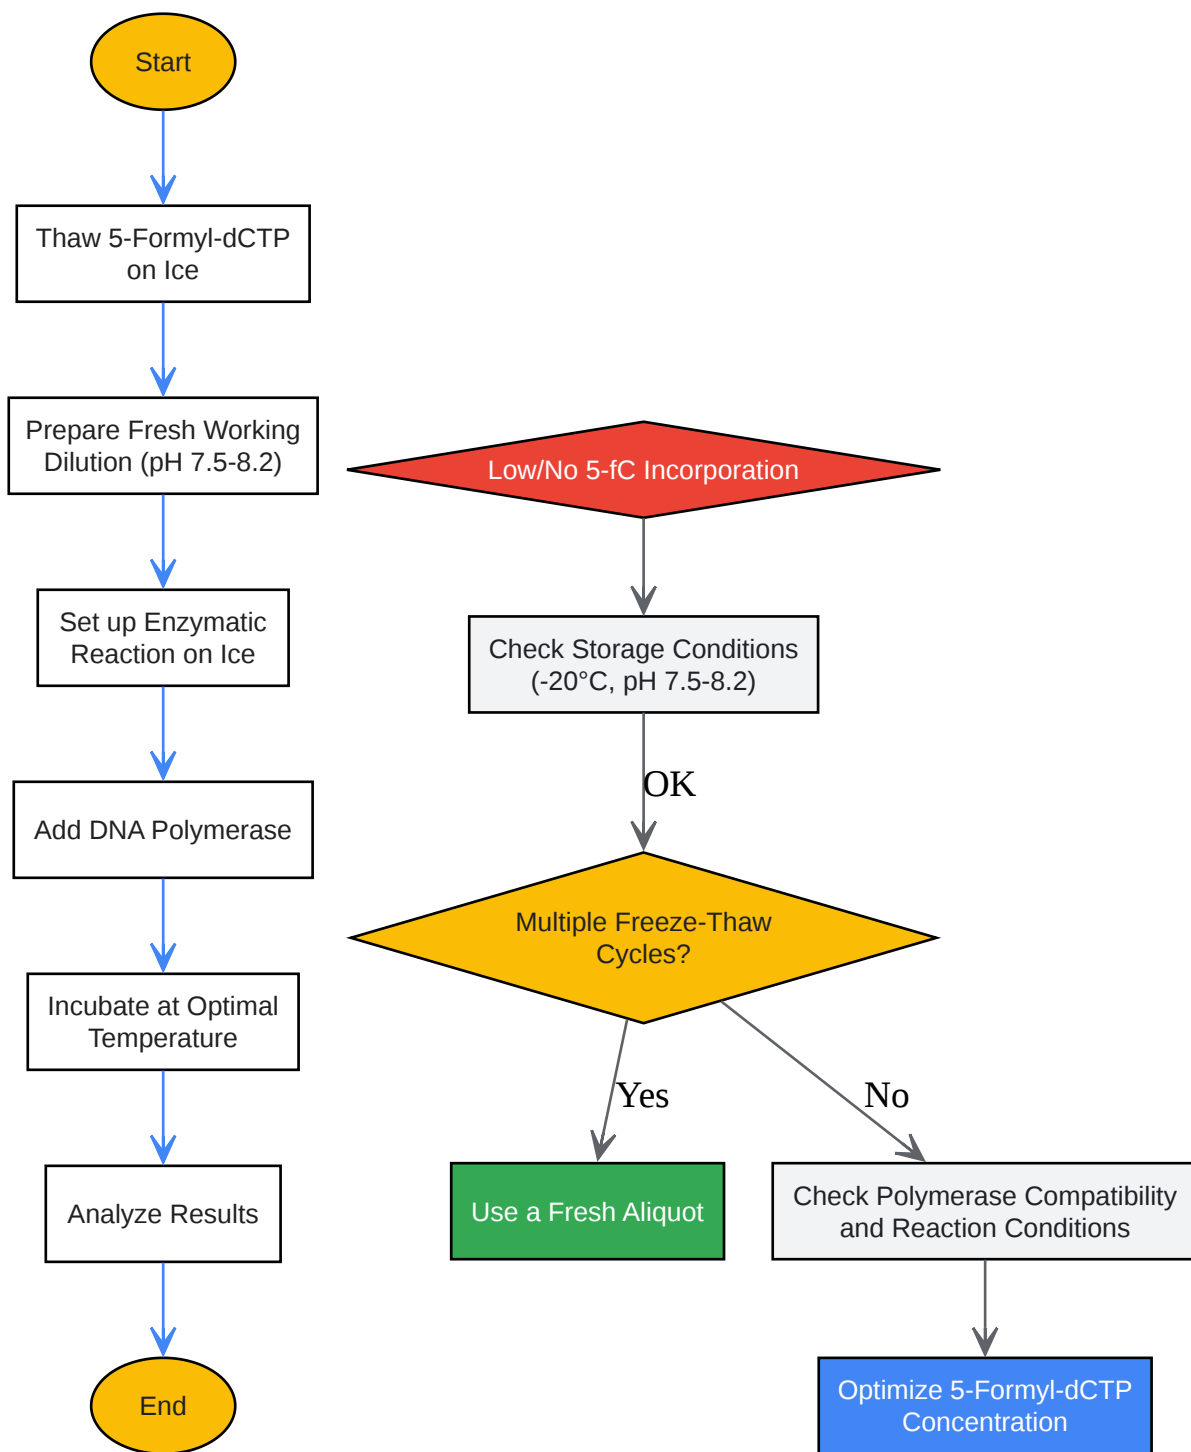 Start
Thaw 5-Formyl-dCTP
on Ice
Prepare Fresh Working
Dilution (pH 7.5-8.2)
Set up Enzymatic
Reaction on Ice
Add DNA Polymerase
Incubate at Optimal
Temperature
Analyze Results
End
Low/No 5-fC Incorporation
Check Storage Conditions
(-20°C, pH 7.5-8.2)
OK
Multiple Freeze-Thaw
Cycles?
Yes
No
Use a Fresh Aliquot
Check Polymerase Compatibility
and Reaction Conditions
Optimize 5-Formyl-dCTP
Concentration